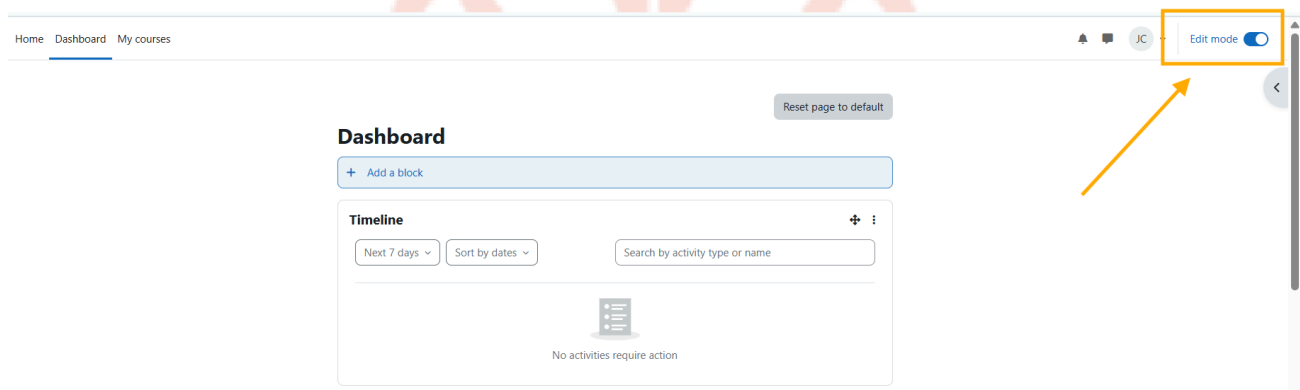 Home Dashboard My courses JC Edit mode
Reset page to default
Dashboard
+ Add a block
Timeline
Next 7 days Sort by dates Search by activity type or name
No activities require action